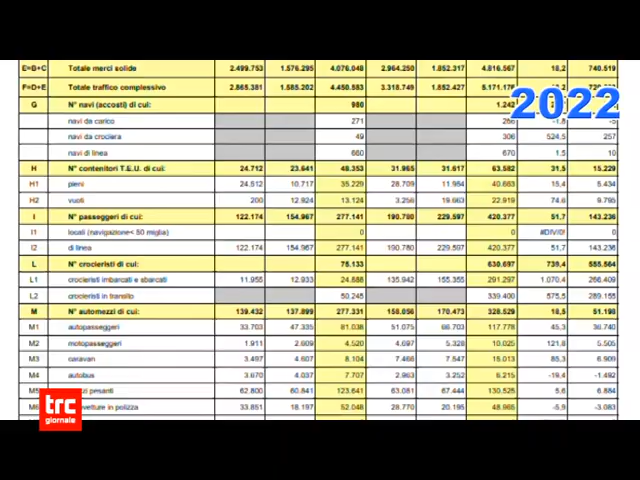 E=B+C Totale merci solide 2.499.753 1.576.295 4.076.048 2.964.250 1.852.317 4.816.567 18,2 740.519
F=D+E Totale traffico complessivo 2.865.381 1.585.202 4.450.583 3.318.749 1.852.427
G N° navi (accosti) di cui: 980 1.242
2022
navi da carico 271 -1,8 -5
navi da crociera 49 306 524,5 257
navi di linea 660 670 1,5 10
H N° contenitori T.E.U. di cui: 24.712 23.641 48.353 31.965 31.617 63.582 31,5 15.229
H1 pieni 24.512 10.717 35.229 28.709 11.954 40.663 15,4 5.434
H2 vuoti 200 12.924 13.124 3.256 19.663 22.919 74,6 9.795
I N° passeggeri di cui: 122.174 154.967 277.141 190.780 229.597 420.377 51,7 143.236
I1 locali (navigazione< 50 miglia) 0 0 #DIV/0! 0
I2 di linea 122.174 154.967 277.141 190.780 229.597 420.377 51,7 143.236
L N° crocieristi di cui: 75.133 630.697 739,4 555.564
L1 crocieristi imbarcati e sbarcati 11.955 12.933 24.888 135.942 155.355 291.297 1.070,4 266.409
L2 crocieristi in transito 50.245 339.400 575,5 289.155
M N° automezzi di cui: 139.432 137.899 277.331 158.056 170.473 328.529 18,5 51.198
M1 autopasseggeri 33.703 47.335 81.038 51.075 66.703 117.778 45,3 36.740
M2 motopasseggeri 1.911 2.609 4.520 4.697 5.328 10.025 121,8 5.505
M3 caravan 3.497 4.607 8.104 7.466 7.547 15.013 85,3 6.909
M4 autobus 3.670 4.037 7.707 2.963 3.252 6.215 -19,4 -1.492
M5 zi pesanti 62.800 60.841 123.641 63.081 67.444 130.525 5,6 6.884
M6 vetture in polizza 33.851 18.197 52.048 28.770 20.195 48.965 -5,9 -3.083
trc
giornale